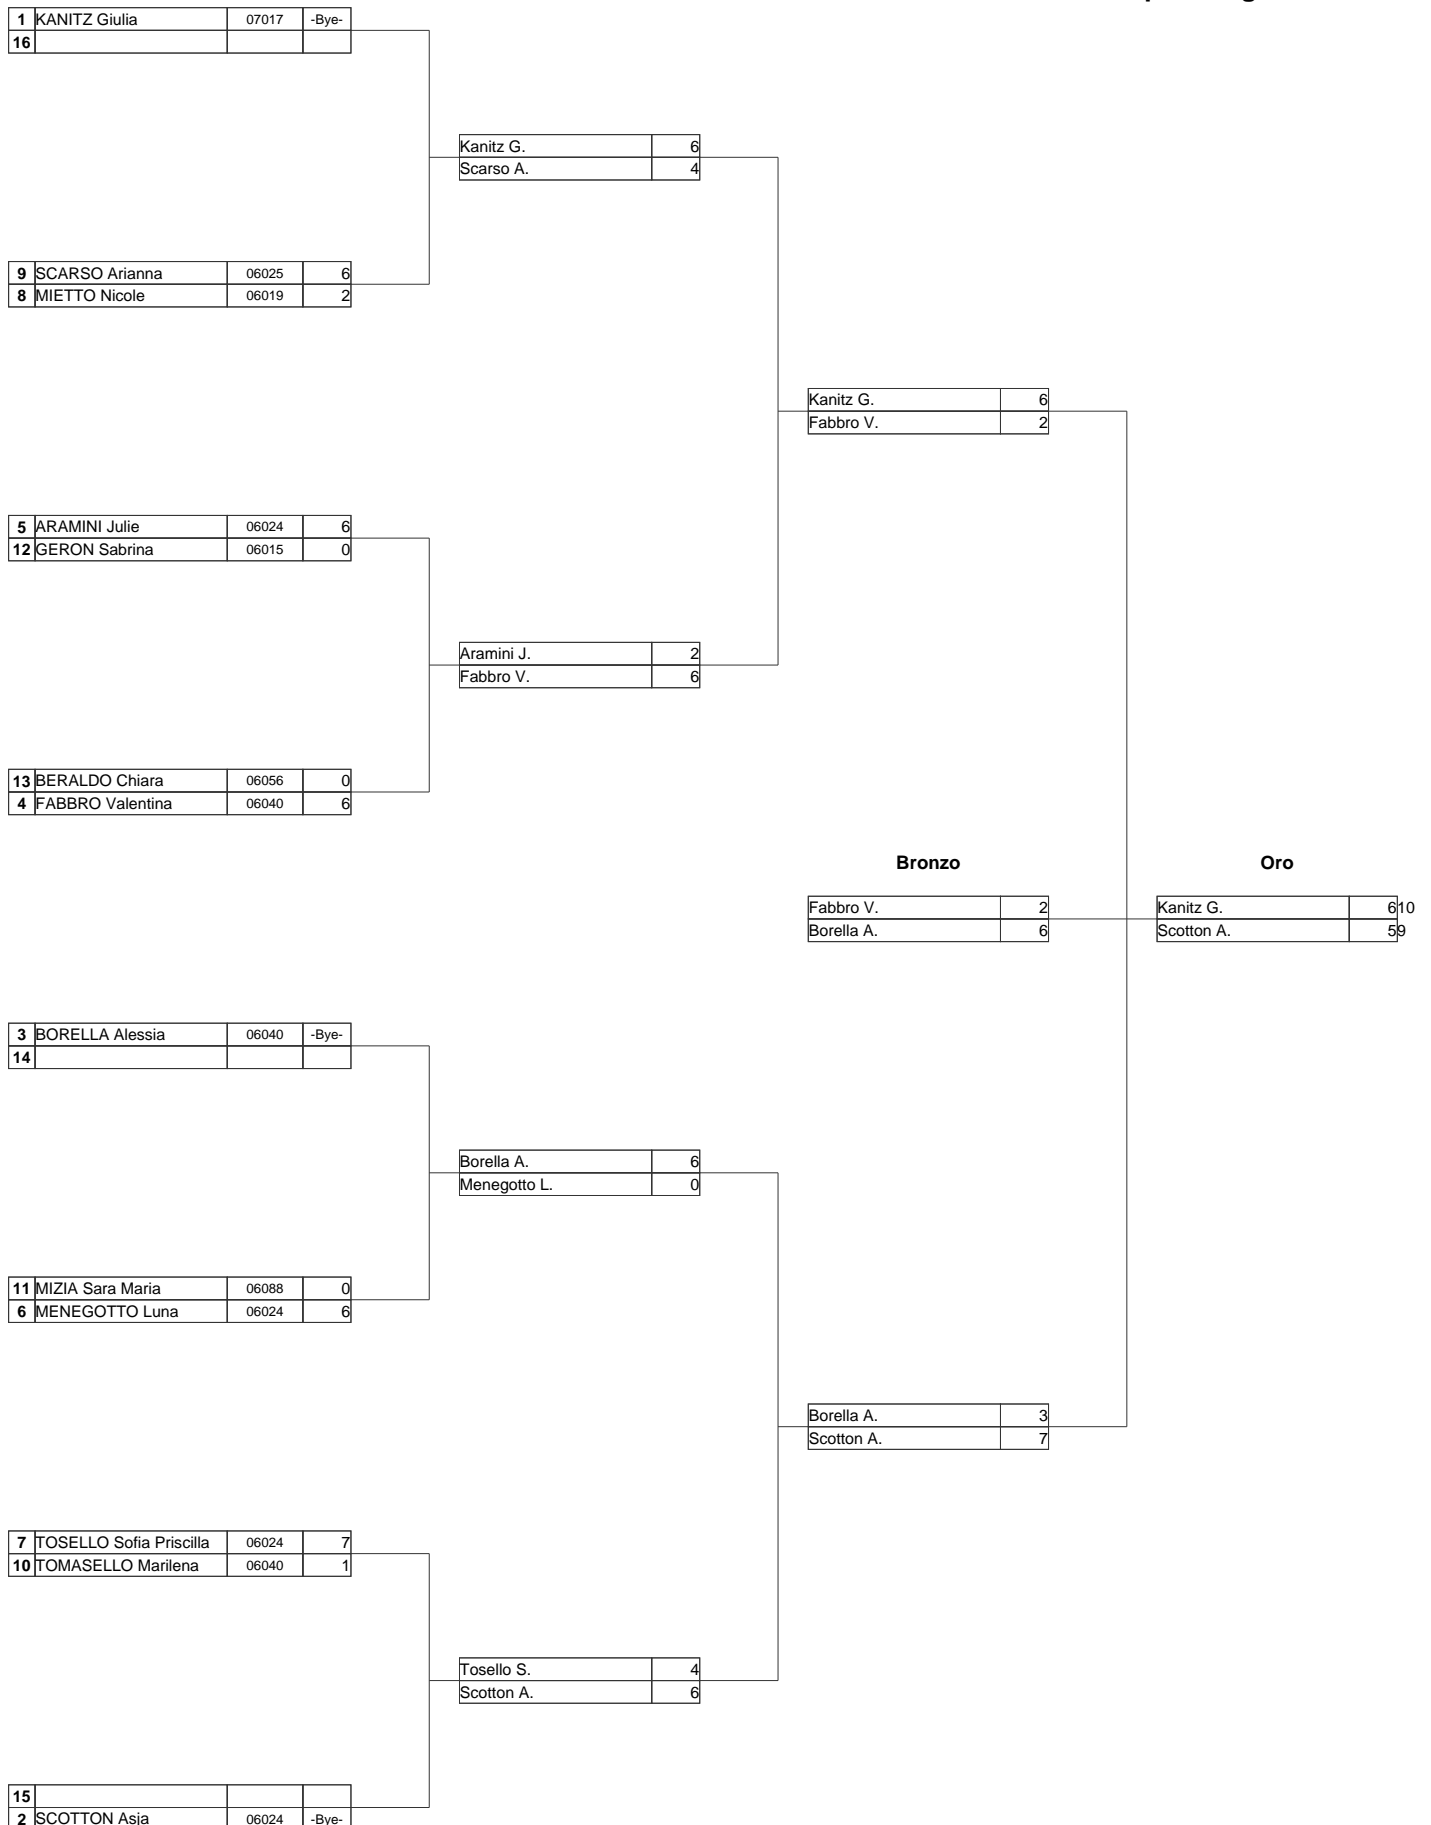 1 KANITZ Giulia 07017 -Bye-
16
Kanitz G. 6
Scarso A. 4
9 SCARSO Arianna 06025 6
8 MIETTO Nicole 06019 2
Kanitz G. 6
Fabbro V. 2
5 ARAMINI Julie 06024 6
12 GERON Sabrina 06015 0
Aramini J. 2
Fabbro V. 6
13 BERALDO Chiara 06056 0
4 FABBRO Valentina 06040 6
Bronzo Oro
Fabbro V. 2 Kanitz G. 6 10
Borella A. 6 Scotton A. 5 9
3 BORELLA Alessia 06040 -Bye-
14
Borella A. 6
Menegotto L. 0
11 MIZIA Sara Maria 06088 0
6 MENEGOTTO Luna 06024 6
Borella A. 3
Scotton A. 7
7 TOSELLO Sofia Priscilla 06024 7
10 TOMASELLO Marilena 06040 1
Tosello S. 4
Scotton A. 6
15
2 SCOTTON Asja 06024 -Bye-